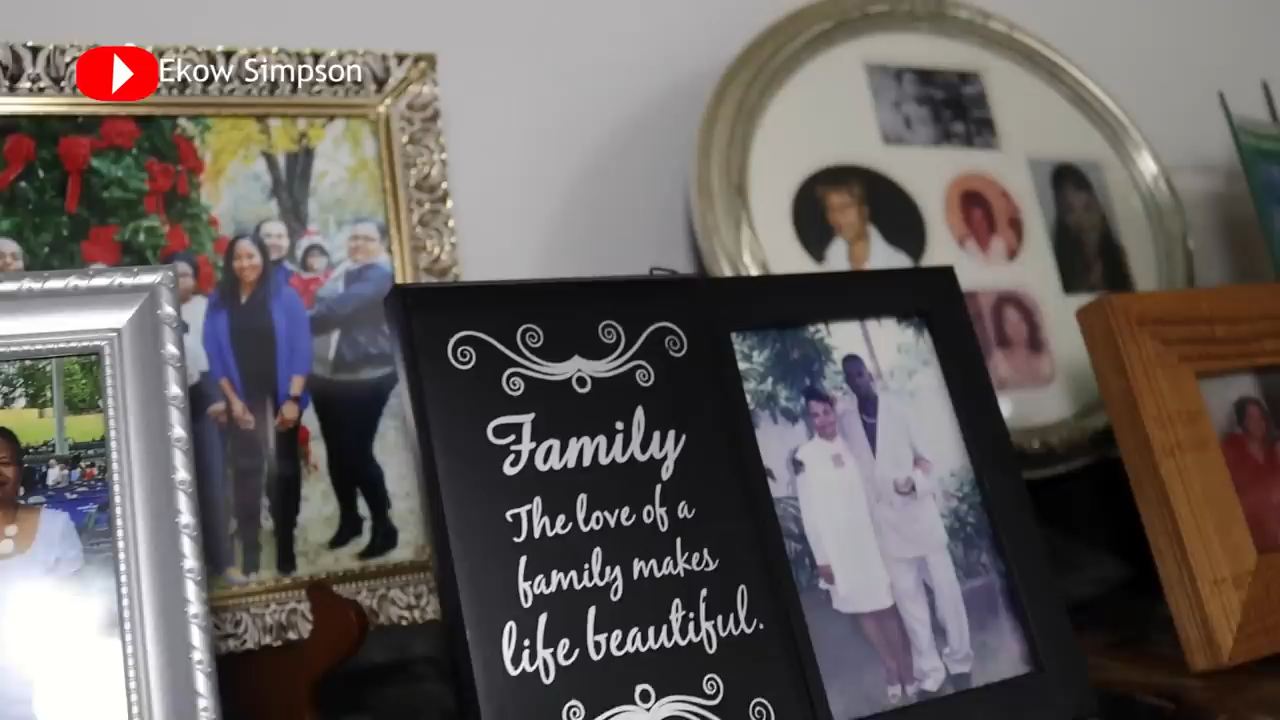 Ekow Simpson
Family
The love of a
family makes
life beautiful.